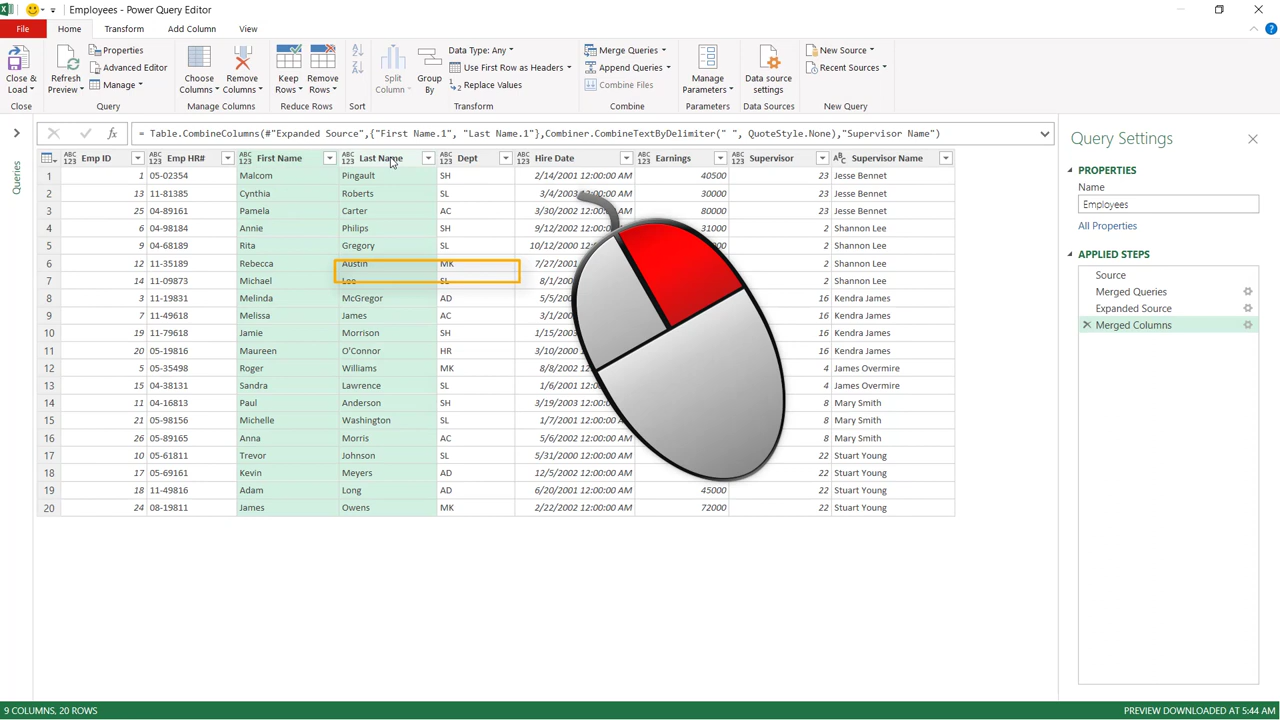 Employees - Power Query Editor
File Home Transform Add Column View
Close & Load
Refresh Preview
Properties
Advanced Editor
Manage
Choose Columns
Remove Columns
Keep Rows
Remove Rows
Split Column
Group By
Data Type: Any
Use First Row as Headers
Replace Values
Merge Queries
Append Queries
Combine Files
Manage Parameters
Data source settings
New Source
Recent Sources
Close Query Manage Columns Reduce Rows Sort Transform Combine Parameters Data Sources New Query
= Table.CombineColumns(#"Expanded Source",{"First Name.1", "Last Name.1"},Combiner.CombineTextByDelimiter(" ", QuoteStyle.None),"Supervisor Name")
Queries
Emp ID Emp HR# First Name Last Name Dept Hire Date Earnings Supervisor Supervisor Name
1 1 05-02354 Malcom Pingault SH 2/14/2001 12:00:00 AM 40500 23 Jesse Bennet
2 13 11-81385 Cynthia Roberts SL 3/4/2003 12:00:00 AM 30000 23 Jesse Bennet
3 25 04-89161 Pamela Carter AC 3/30/2002 12:00:00 AM 80000 23 Jesse Bennet
4 6 04-98184 Annie Philips SH 9/12/2002 12:00:00 31000 2 Shannon Lee
5 9 04-68189 Rita Gregory SL 10/12/2000 12:00: 2 Shannon Lee
6 12 11-35189 Rebecca Austin MK 7/27/2001 2 Shannon Lee
7 14 11-09873 Michael Lee SL 8/1/2001 2 Shannon Lee
8 3 11-19831 Melinda McGregor AD 5/5/200 16 Kendra James
9 7 11-49618 Melissa James AC 3/1/200 16 Kendra James
10 19 11-79618 Jamie Morrison SH 1/15/200 16 Kendra James
11 20 05-19816 Maureen O'Connor HR 3/10/2000 12 16 Kendra James
12 5 05-35498 Roger Williams MK 8/8/2002 12:0 4 James Overmire
13 15 04-38131 Sandra Lawrence SL 1/6/2001 12:00 4 James Overmire
14 11 04-16813 Paul Anderson SH 3/19/2003 12:00:0 8 Mary Smith
15 21 05-98156 Michelle Washington SL 1/7/2001 12:00:00 8 Mary Smith
16 26 05-89165 Anna Morris AC 5/6/2002 12:00:00 AM 8 Mary Smith
17 10 05-61811 Trevor Johnson SL 5/31/2000 12:00:00 AM 22 Stuart Young
18 17 05-69161 Kevin Meyers AD 12/5/2002 12:00:00 AM 22 Stuart Young
19 18 11-49816 Adam Long AD 6/20/2001 12:00:00 AM 45000 22 Stuart Young
20 24 08-19811 James Owens MK 2/22/2002 12:00:00 AM 72000 22 Stuart Young
Query Settings
PROPERTIES
Name
Employees
All Properties
APPLIED STEPS
Source
Merged Queries
Expanded Source
Merged Columns
9 COLUMNS, 20 ROWS
PREVIEW DOWNLOADED AT 5:44 AM